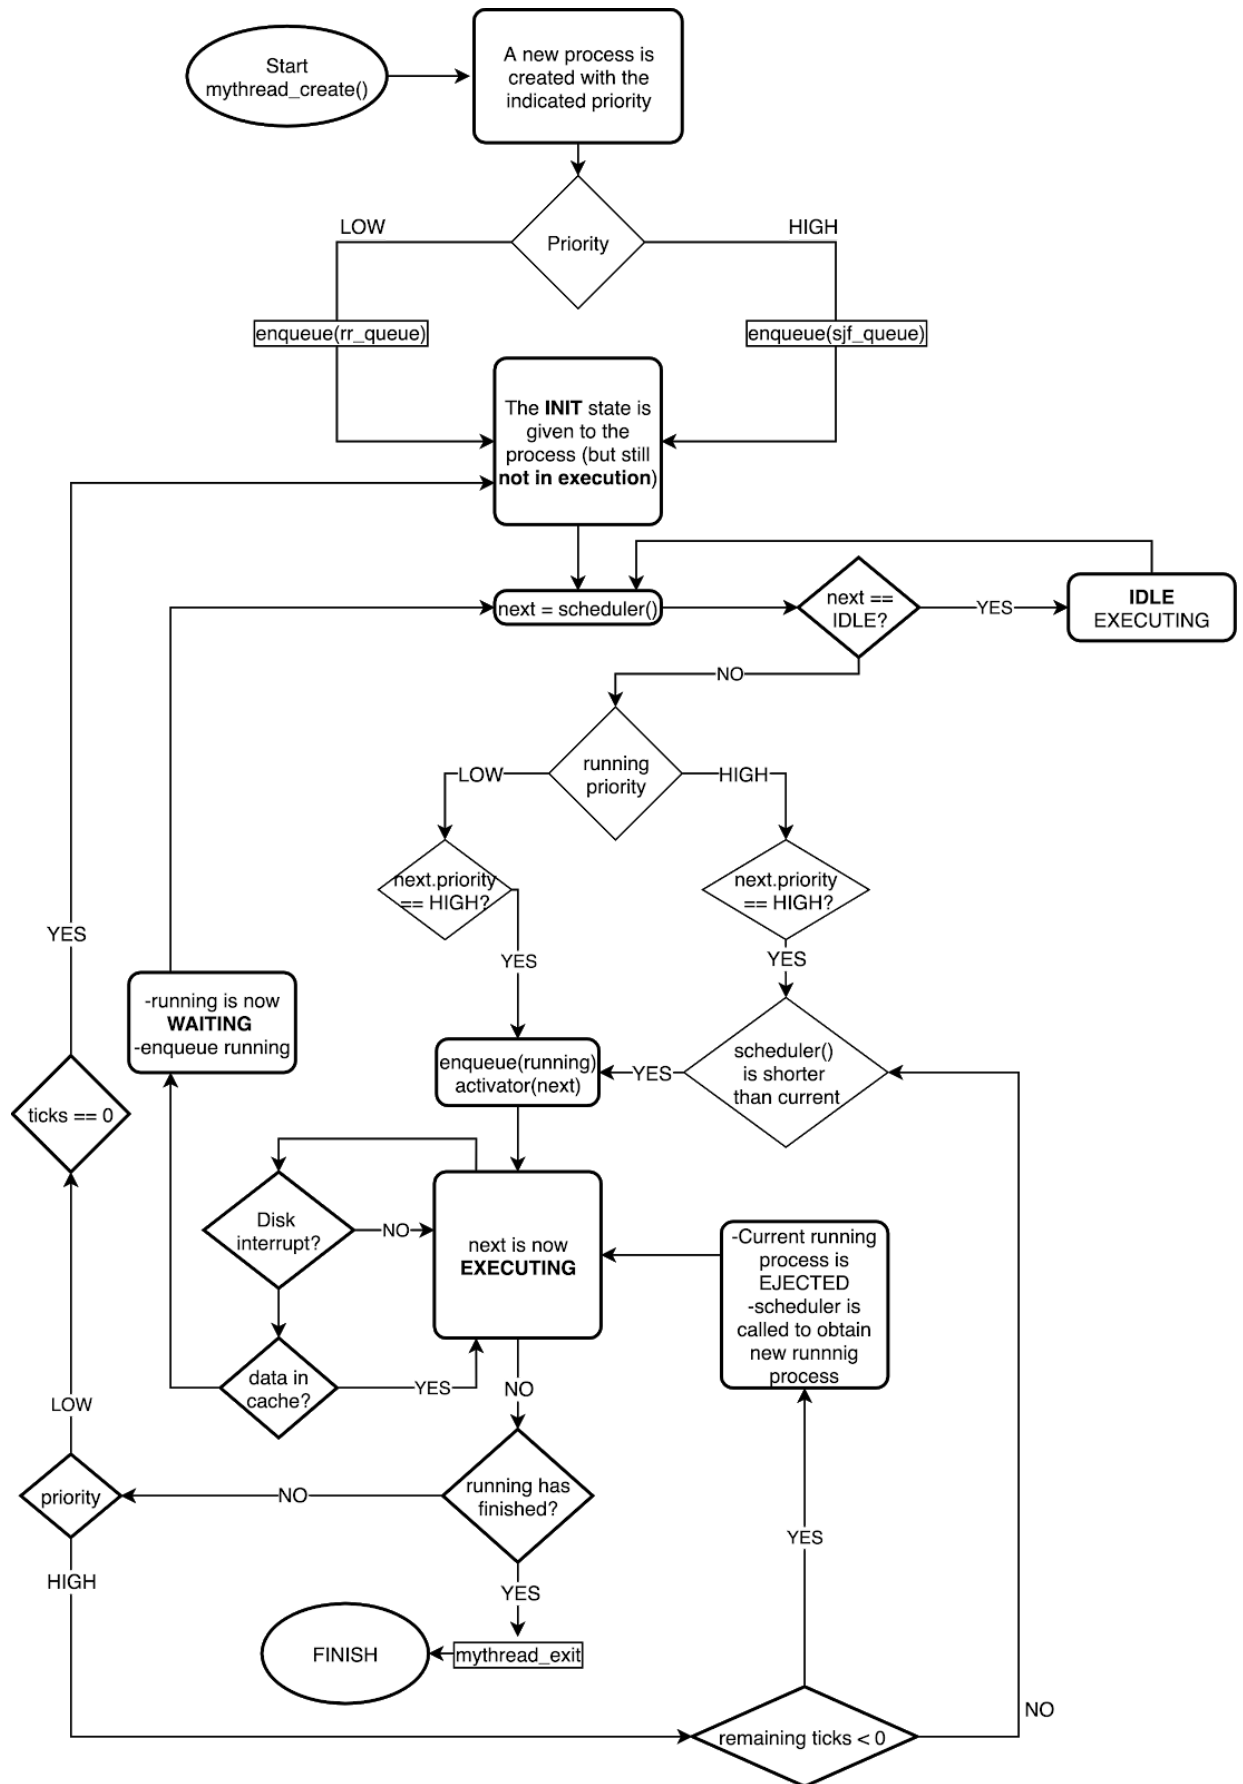 Start
mythread_create()
A new process is
created with the
indicated priority
LOW
HIGH
Priority
enqueue(rr_queue)
enqueue(sjf_queue)
The INIT state is
given to the
process (but still
not in execution)
next = scheduler()
next ==
IDLE?
YES
IDLE
EXECUTING
NO
running
priority
LOW
HIGH
next.priority
== HIGH?
next.priority
== HIGH?
YES
YES
YES
-running is now
WAITING
-enqueue running
enqueue(running)
activator(next)
YES
scheduler()
is shorter
than current
ticks == 0
Disk
interrupt?
NO
next is now
EXECUTING
-Current running
process is
EJECTED
-scheduler is
called to obtain
new runnnig
process
data in
cache?
YES
NO
LOW
priority
NO
running has
finished?
YES
HIGH
YES
FINISH
mythread_exit
remaining ticks < 0
NO